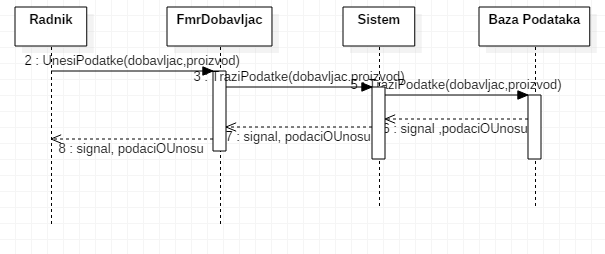 Radnik
FmrDobavljac
Sistem
Baza Podataka
2 : UnesiPodatke(dobavljac,proizvod)
3 : TraziPodatke(dobavljac.proizvod)
5 : TraziPodatke(dobavljac,proizvod)
6 : signal ,podaciOUnosu
7 : signal, podaciOUnosu
8 : signal, podaciOUnosu